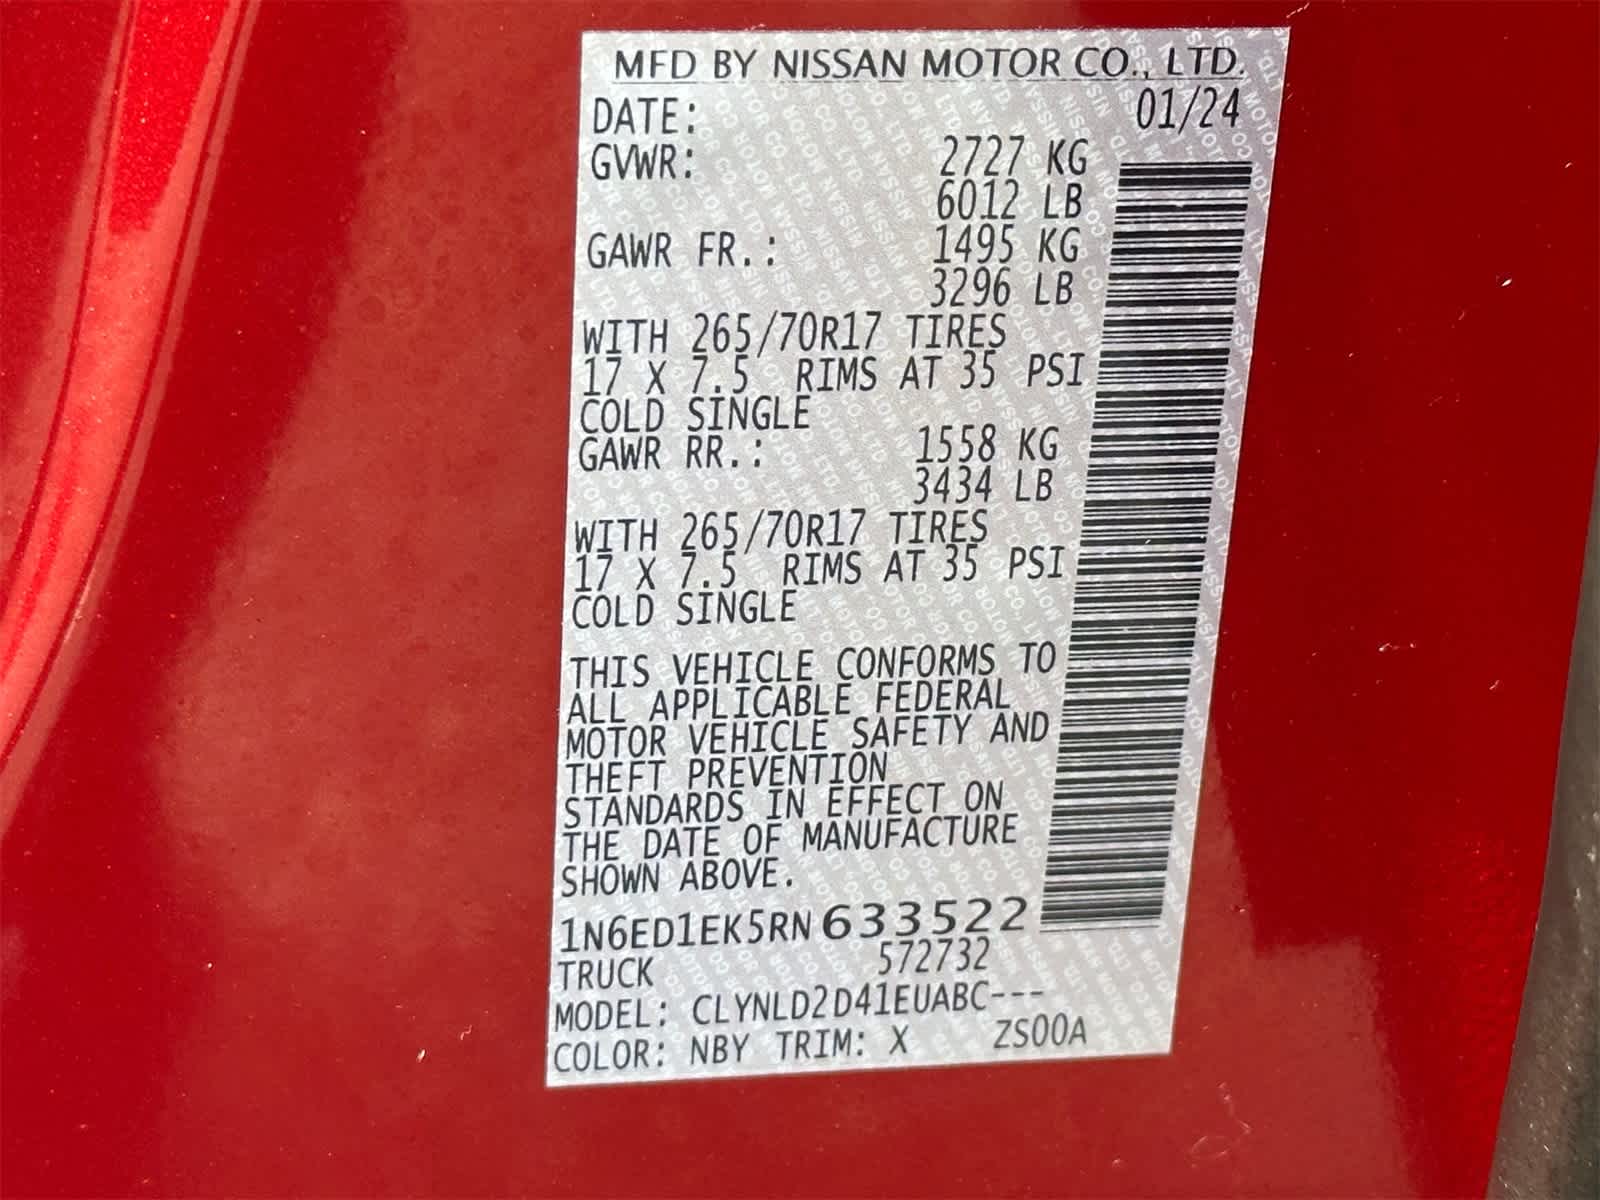 MFD BY NISSAN MOTOR CO., LTD.
DATE: 01/24
GVWR: 2727 KG
6012 LB
GAWR FR.: 1495 KG
3296 LB
WITH 265/70R17 TIRES
17 X 7.5 RIMS AT 35 PSI
COLD SINGLE
GAWR RR.: 1558 KG
3434 LB
WITH 265/70R17 TIRES
17 X 7.5 RIMS AT 35 PSI
COLD SINGLE
THIS VEHICLE CONFORMS TO
ALL APPLICABLE FEDERAL
MOTOR VEHICLE SAFETY AND
THEFT PREVENTION
STANDARDS IN EFFECT ON
THE DATE OF MANUFACTURE
SHOWN ABOVE.
1N6ED1EK5RN633522
TRUCK 572732
MODEL: CLYNLD2D41EUABC---
COLOR: NBY TRIM: X ZS00A